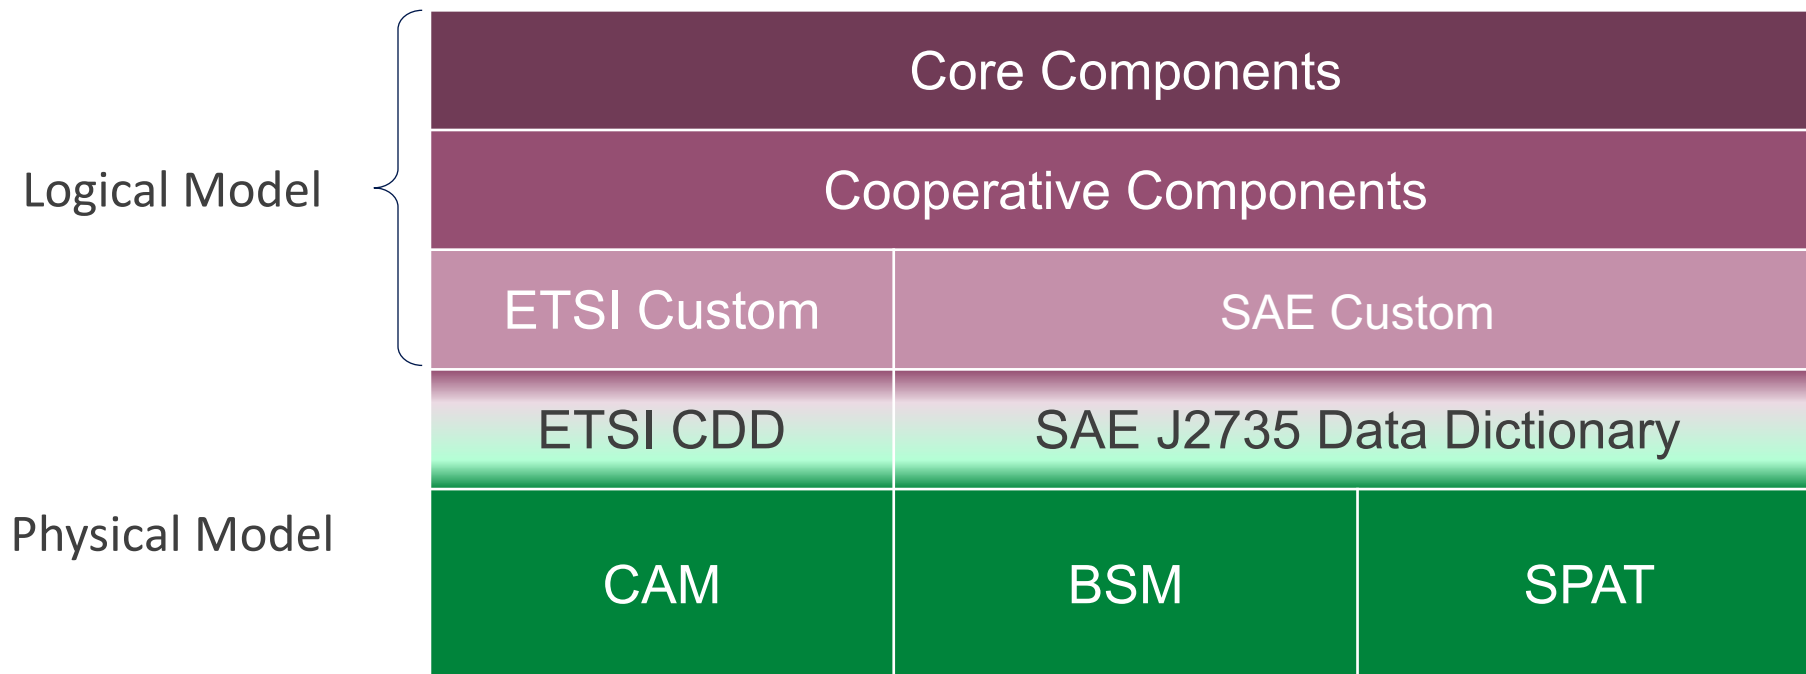 Core Components
Logical Model
Cooperative Components
ETSI Custom
SAE Custom
ETSI CDD
SAE J2735 Data Dictionary
Physical Model
CAM
BSM
SPAT